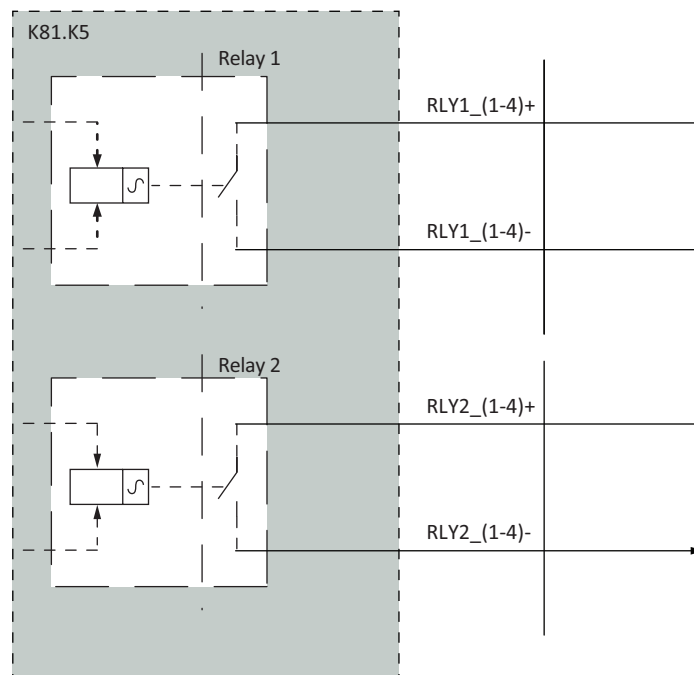 K81.K5
Relay 1
RLY1_(1-4)+
RLY1_(1-4)-
Relay 2
RLY2_(1-4)+
RLY2_(1-4)-